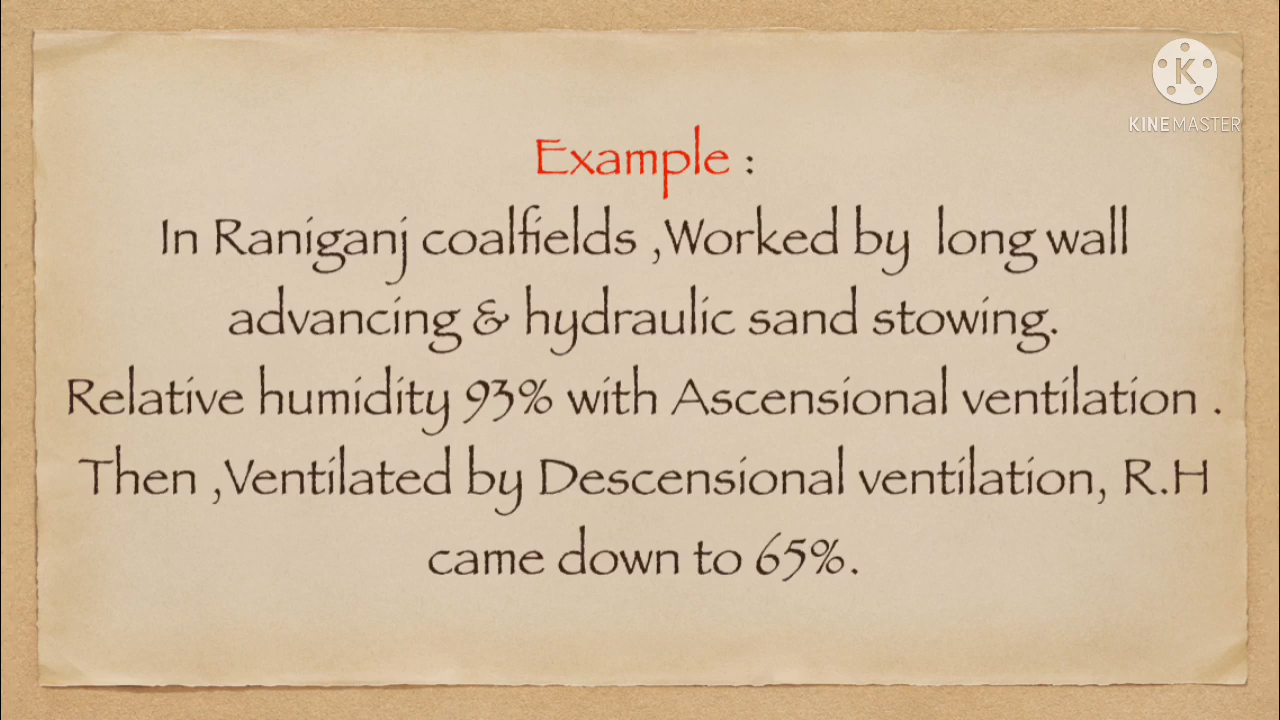 KINEMASTER
Example :
In Raniganj coalfields ,Worked by long wall
advancing & hydraulic sand stowing.
Relative humidity 93% with Ascensional ventilation .
Then ,Ventilated by Descensional ventilation, R.H
came down to 65%.